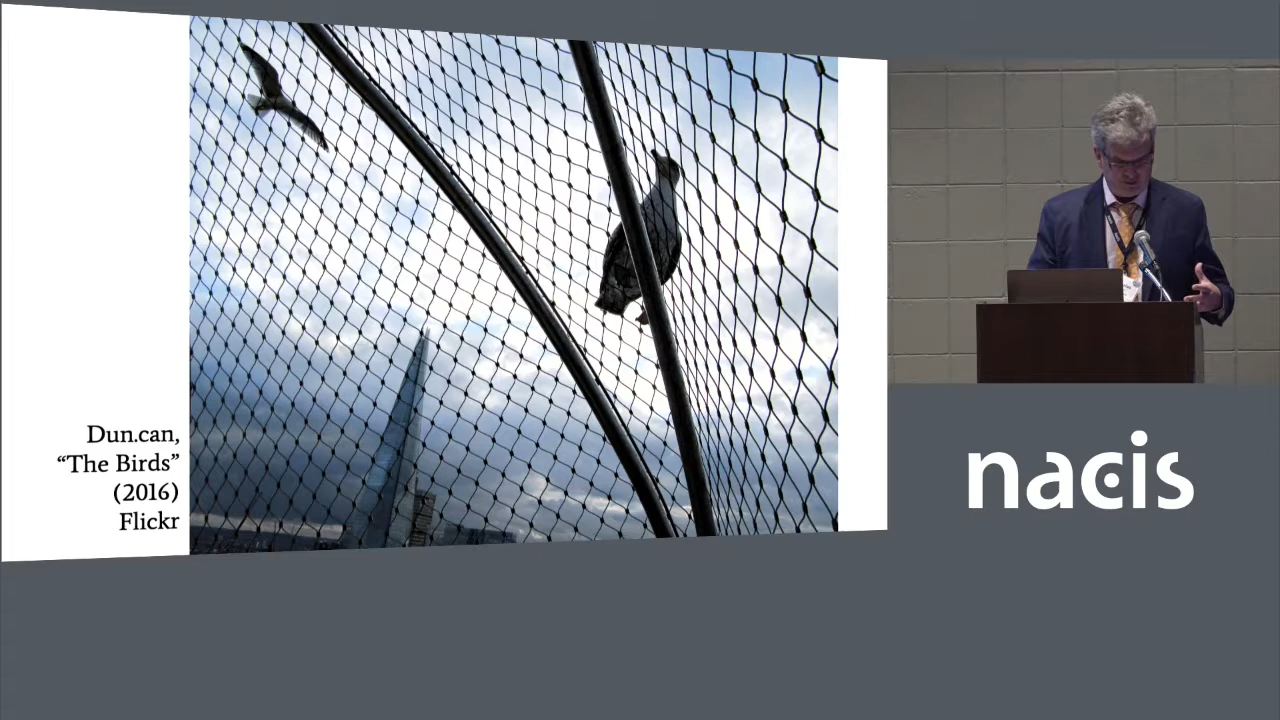 Dun.can,
“The Birds”
(2016)
Flickr
nacis